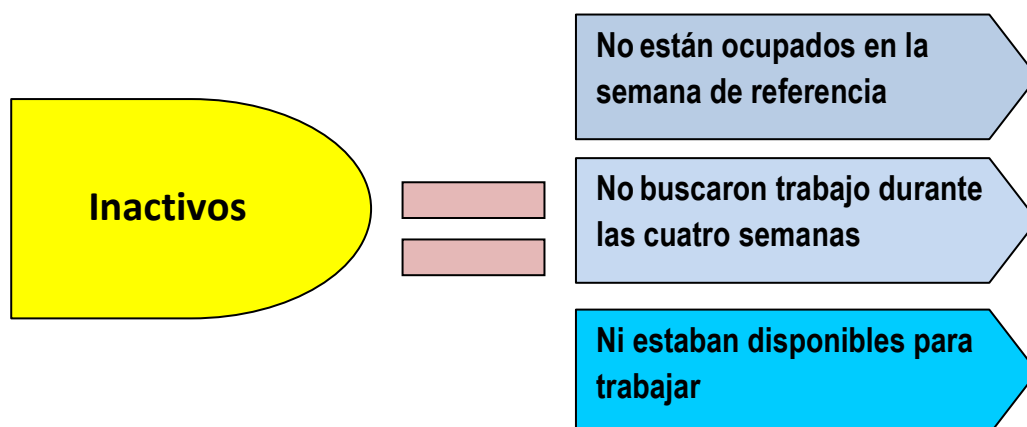 Inactivos
No están ocupados en la
semana de referencia
No buscaron trabajo durante
las cuatro semanas
Ni estaban disponibles para
trabajar